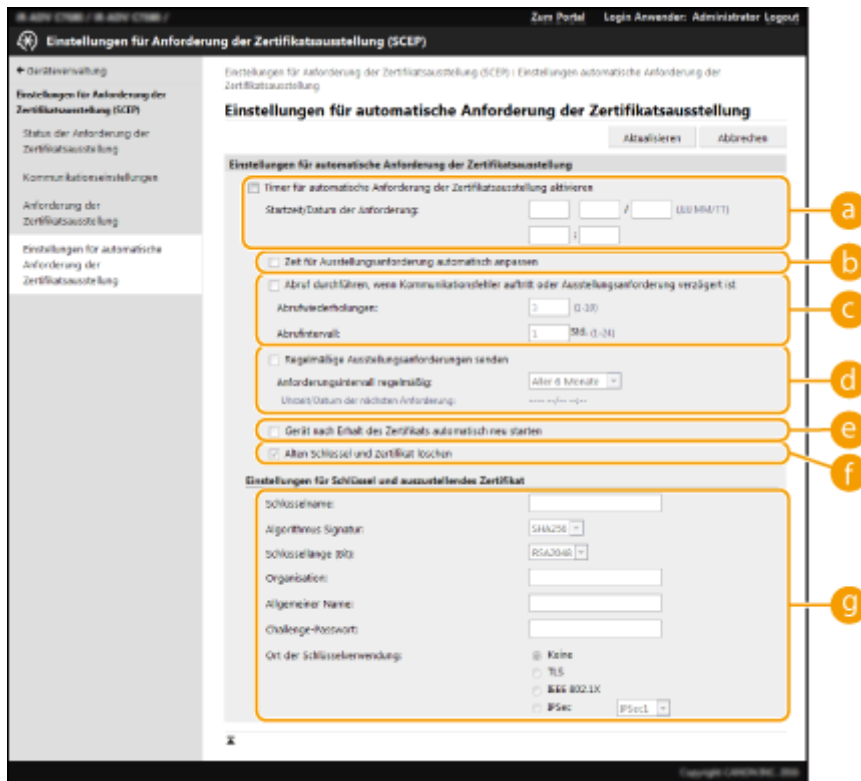 Zum Portal Login Anwender: Administrator Logout
Einstellungen für Anforderung der Zertifikatsausstellung (SCEP)
Geräteverwaltung
Einstellungen für Anforderung der
Zertifikatsausstellung (SCEP)
Status der Anforderung der
Zertifikatsausstellung
Kommunikationseinstellungen
Anforderung der
Zertifikatsausstellung
Einstellungen für automatische
Anforderung der
Zertifikatsausstellung
Einstellungen für Anforderung der Zertifikatsausstellung (SCEP) : Einstellungen automatische Anforderung der
Zertifikatsausstellung
Einstellungen für automatische Anforderung der Zertifikatsausstellung
Aktualisieren Abbrechen
Einstellungen für automatische Anforderung der Zertifikatsausstellung
Timer für automatische Anforderung der Zertifikatsausstellung aktivieren
Startzeit/Datum der Anforderung: / (JJJJ MM/TT)
:
a
Zeit für Ausstellungsanforderung automatisch anpassen
b
Abruf durchführen, wenn Kommunikationsfehler auftritt oder Ausstellungsanforderung verzögert ist
Abrufwiederholungen: 3 (1-10)
Abrufintervall: 1 Std. (1-24)
c
Regelmäßige Ausstellungsanforderungen senden
Anforderungsintervall regelmäßig: Aller 6 Monate
Uhrzeit/Datum der nächsten Anforderung: ---- --/-- --:--
d
Gerät nach Erhalt des Zertifikats automatisch neu starten
e
Alten Schlüssel und Zertifikat löschen
f
Einstellungen für Schlüssel und auszustellendes Zertifikat
Schlüsselname:
Algorithmus Signatur: SHA256
Schlüssellänge (Bit): RSA2048
Organisation:
Allgemeiner Name:
Challenge-Passwort:
Ort der Schlüsselverwendung: Keine
TLS
IEEE 802.1X
IPSec IPSec1
g
Copyright CANON INC.